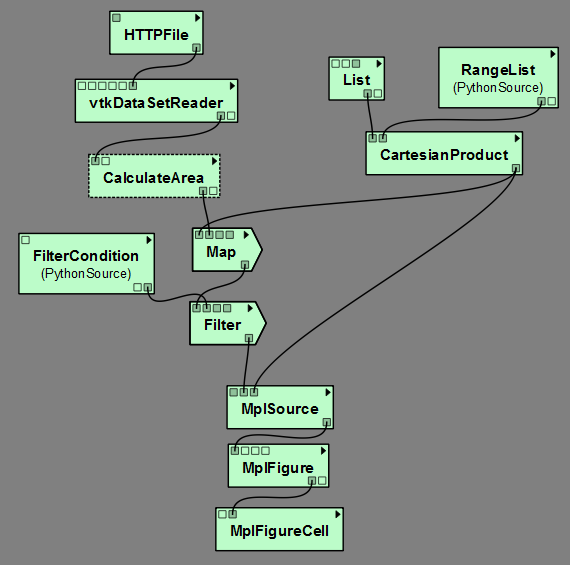 HTTPFile
vtkDataSetReader
List
RangeList
(PythonSource)
CartesianProduct
CalculateArea
FilterCondition
(PythonSource)
Map
Filter
MplSource
MplFigure
MplFigureCell